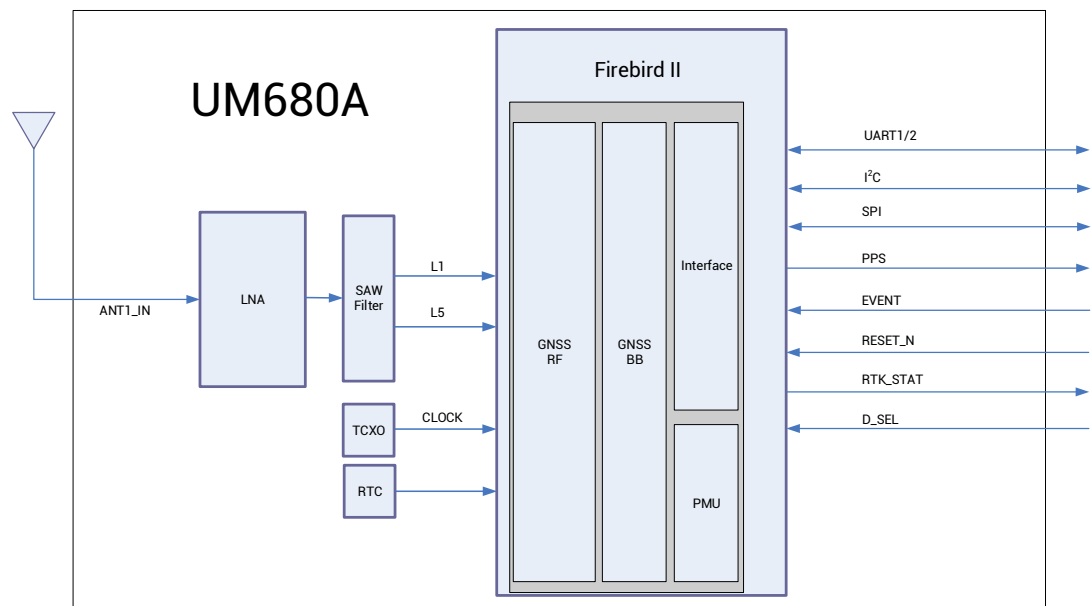 Firebird II
UM680A
UART1/2
I²C
SPI
PPS
EVENT
RESET_N
RTK_STAT
D_SEL
ANT1_IN
LNA
SAW
Filter
L1
L5
TCXO
CLOCK
RTC
GNSS
RF
GNSS
BB
Interface
PMU